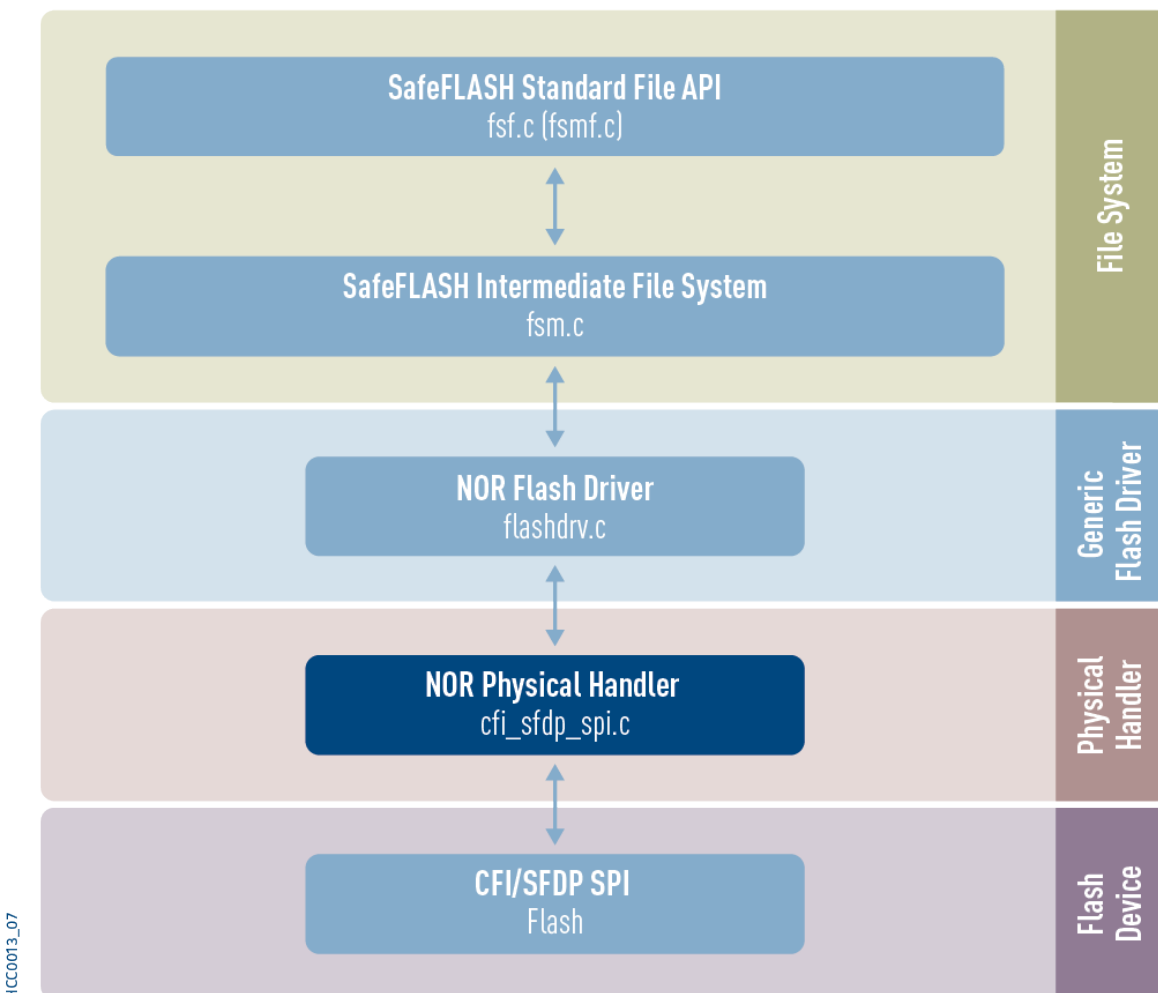 SafeFLASH Standard File API
fsf.c (fsmf.c)
File System
SafeFLASH Intermediate File System
fsm.c
NOR Flash Driver
flashdrv.c
Generic
Flash Driver
NOR Physical Handler
cfi_sfdp_spi.c
Physical
Handler
CFI/SFDP SPI
Flash
Flash
Device
HCC0013_07